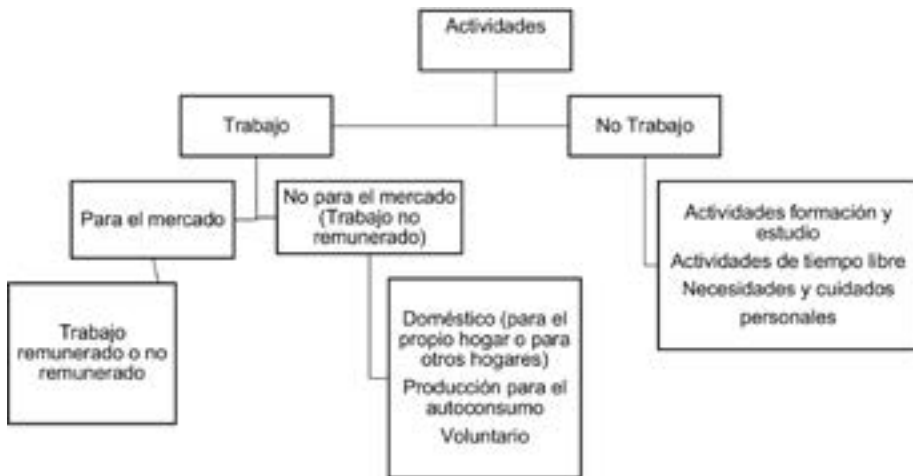 Actividades
Trabajo
No Trabajo
Para el mercado
No para el mercado
(Trabajo no
remunerado)
Actividades formación y
estudio
Actividades de tiempo libre
Necesidades y cuidados
personales
Trabajo
remunerado o no
remunerado
Doméstico (para el
propio hogar o para
otros hogares)
Producción para el
autoconsumo
Voluntario